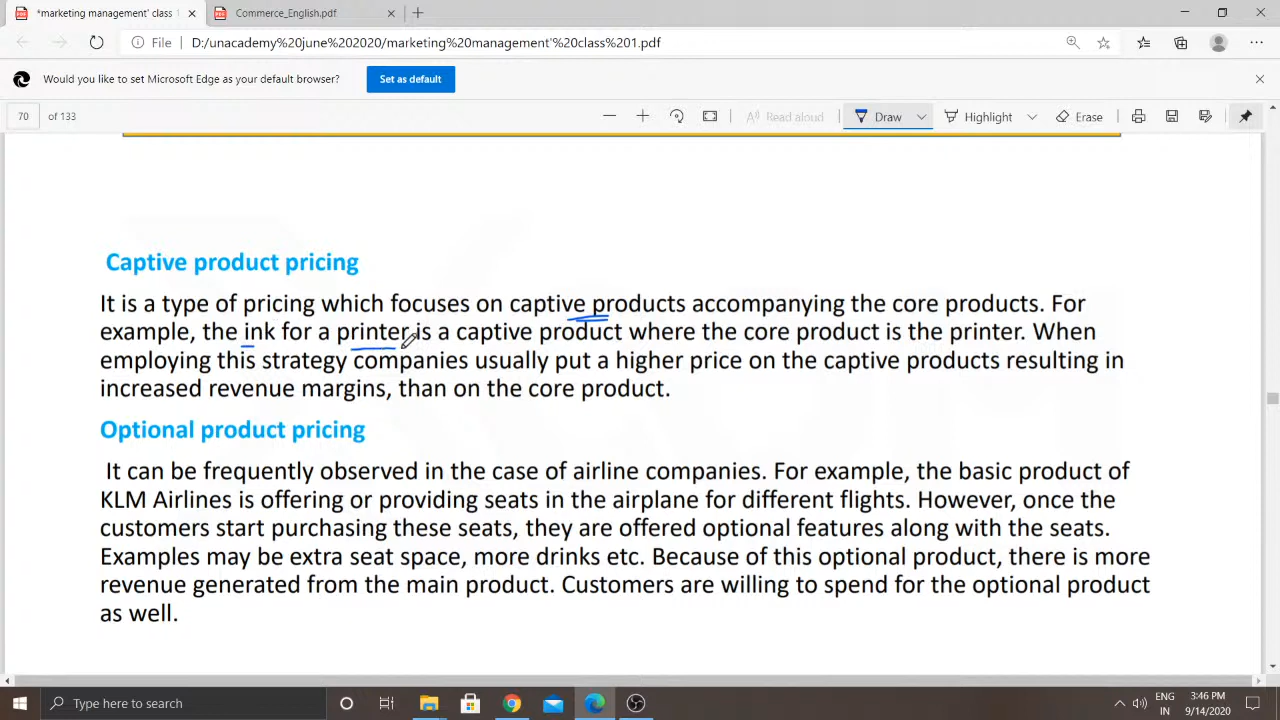 *marketing management' class 1
Commerce_English.pdf
File
D:/unacademy%20june%202020/marketing%20management'%20class%201.pdf
Would you like to set Microsoft Edge as your default browser?
Set as default
70 of 133
Read aloud
Draw
Highlight
Erase
Captive product pricing
It is a type of pricing which focuses on captive products accompanying the core products. For
example, the ink for a printer is a captive product where the core product is the printer. When
employing this strategy companies usually put a higher price on the captive products resulting in
increased revenue margins, than on the core product.
Optional product pricing
It can be frequently observed in the case of airline companies. For example, the basic product of
KLM Airlines is offering or providing seats in the airplane for different flights. However, once the
customers start purchasing these seats, they are offered optional features along with the seats.
Examples may be extra seat space, more drinks etc. Because of this optional product, there is more
revenue generated from the main product. Customers are willing to spend for the optional product
as well.
Type here to search
ENG
IN
3:46 PM
9/14/2020